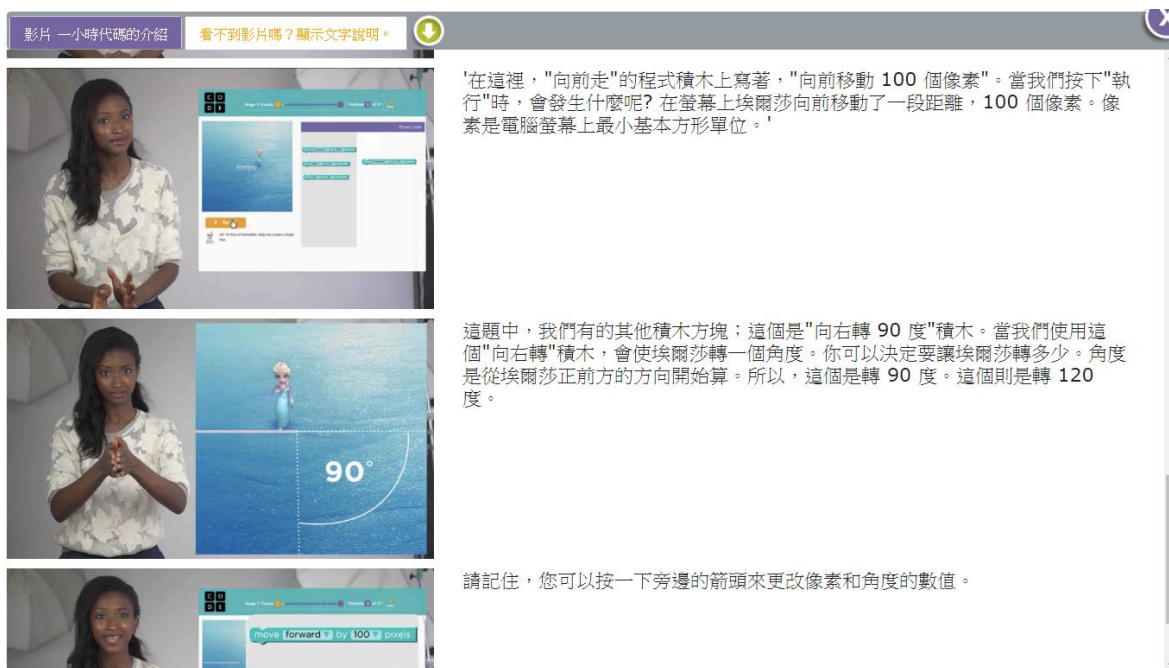 影片 一小時代碼的介紹
看不到影片嗎？顯示文字說明。
X
'在這裡，"向前走"的程式積木上寫著，"向前移動 100 個像素"。當我們按下"執
行"時，會發生什麼呢? 在螢幕上埃爾莎向前移動了一段距離，100 個像素。像
素是電腦螢幕上最小基本方形單位。'
C O
D E
Show Code
這題中，我們有的其他積木方塊；這個是"向右轉 90 度"積木。當我們使用這
個"向右轉"積木，會使埃爾莎轉一個角度。你可以決定要讓埃爾莎轉多少。角度
是從埃爾莎正前方的方向開始算。所以，這個是轉 90 度。這個則是轉 120
度。
90°
請記住，您可以按一下旁邊的箭頭來更改像素和角度的數值。
C O
D E
move forward by 100 pixels